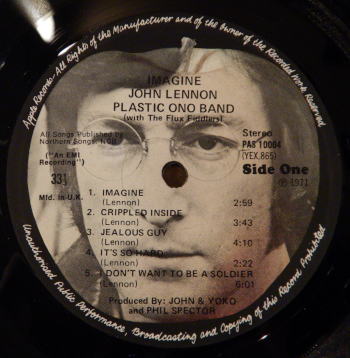 Apple Records-All Rights of the Manufacturer and of the Owner of the Recorded Work Reserved
IMAGINE
JOHN LENNON
PLASTIC ONO BAND
(with The Flux Fiddlers)
All Songs Published by
Northern Songs; NCB
("An EMI
Recording")
33⅓
Mfd. in U.K.
Stereo
PAS 10004
(YEX.865)
Side One
℗ 1971
1. IMAGINE
(Lennon) 2:59
2. CRIPPLED INSIDE
(Lennon) 3:43
3. JEALOUS GUY
(Lennon) 4:10
4. IT'S SO HARD
(Lennon) 2:22
5. I DON'T WANT TO BE A SOLDIER
(Lennon) 6:01
Produced By: JOHN & YOKO
and PHIL SPECTOR
Unauthorised Public Performance, Broadcasting and Copying of this Record Prohibited